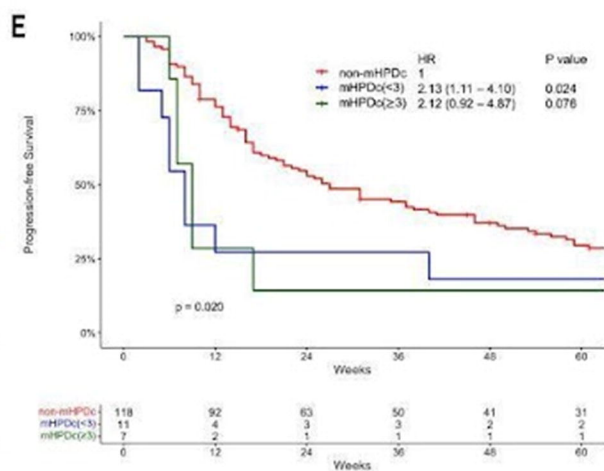 E
HR P value
non-mHPDc 1
mHPDc(<3) 2.13 (1.11 – 4.10) 0.024
mHPDc(≥3) 2.12 (0.92 – 4.87) 0.076
Progression-free Survival
100%
75%
50%
25%
0%
p = 0.020
0 12 24 36 48 60
Weeks
non-mHPDc 118 92 63 50 41 31
mHPDc(<3) 11 4 3 3 2 2
mHPDc(≥3) 7 2 1 1 1 1
0 12 24 36 48 60
Weeks